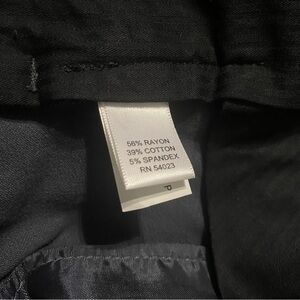 56% RAYON
39% COTTON
5% SPANDEX
RN 54023
P